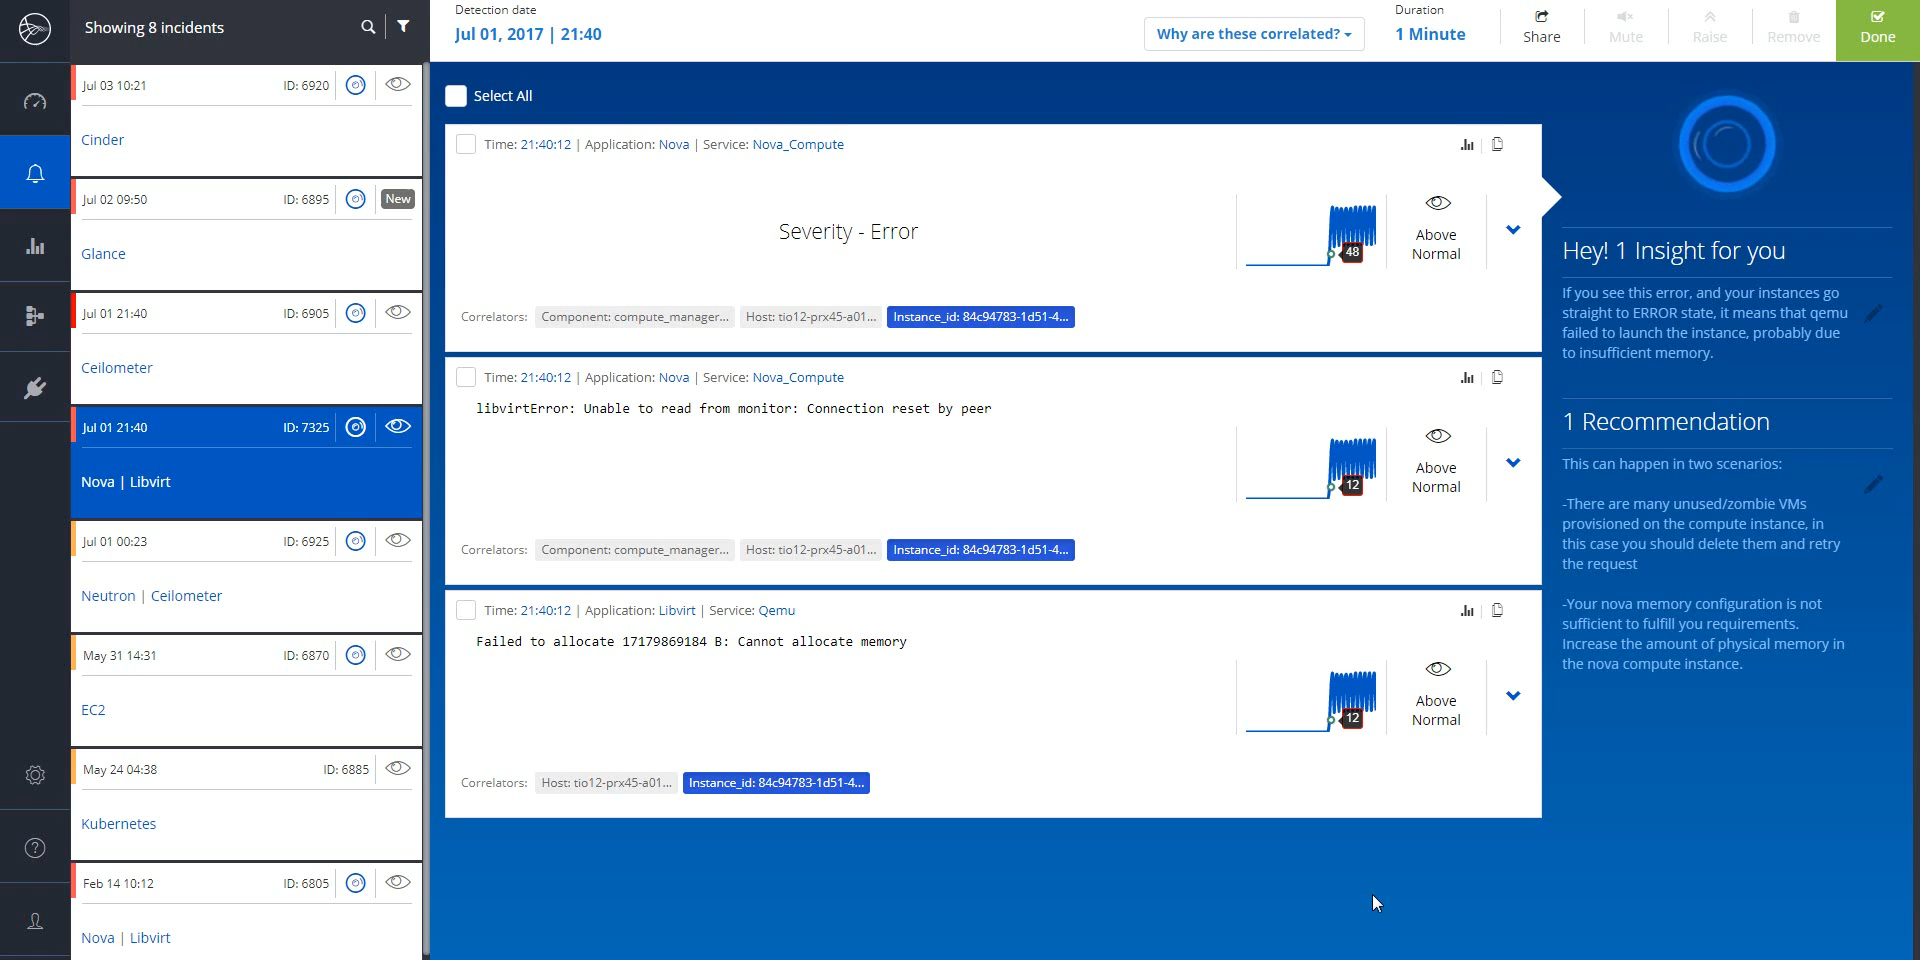 Showing 8 incidents
Detection date
Jul 01, 2017 | 21:40
Why are these correlated?
Duration
1 Minute
Share
Mute
Raise
Remove
Done
Jul 03 10:21 ID: 6920
Cinder
Jul 02 09:50 ID: 6895 New
Glance
Jul 01 21:40 ID: 6905
Ceilometer
Jul 01 21:40 ID: 7325
Nova | Libvirt
Jul 01 00:23 ID: 6925
Neutron | Ceilometer
May 31 14:31 ID: 6870
EC2
May 24 04:38 ID: 6885
Kubernetes
Feb 14 10:12 ID: 6805
Nova | Libvirt
Select All
Time: 21:40:12 | Application: Nova | Service: Nova_Compute
Severity - Error
48
Above
Normal
Correlators: Component: compute_manager... Host: tio12-prx45-a01... Instance_id: 84c94783-1d51-4...
Time: 21:40:12 | Application: Nova | Service: Nova_Compute
libvirtError: Unable to read from monitor: Connection reset by peer
12
Above
Normal
Correlators: Component: compute_manager... Host: tio12-prx45-a01... Instance_id: 84c94783-1d51-4...
Time: 21:40:12 | Application: Libvirt | Service: Qemu
Failed to allocate 17179869184 B: Cannot allocate memory
12
Above
Normal
Correlators: Host: tio12-prx45-a01... Instance_id: 84c94783-1d51-4...
Hey! 1 Insight for you
If you see this error, and your instances go
straight to ERROR state, it means that qemu
failed to launch the instance, probably due
to insufficient memory.
1 Recommendation
This can happen in two scenarios:
-There are many unused/zombie VMs
provisioned on the compute instance, in
this case you should delete them and retry
the request
-Your nova memory configuration is not
sufficient to fulfill you requirements.
Increase the amount of physical memory in
the nova compute instance.